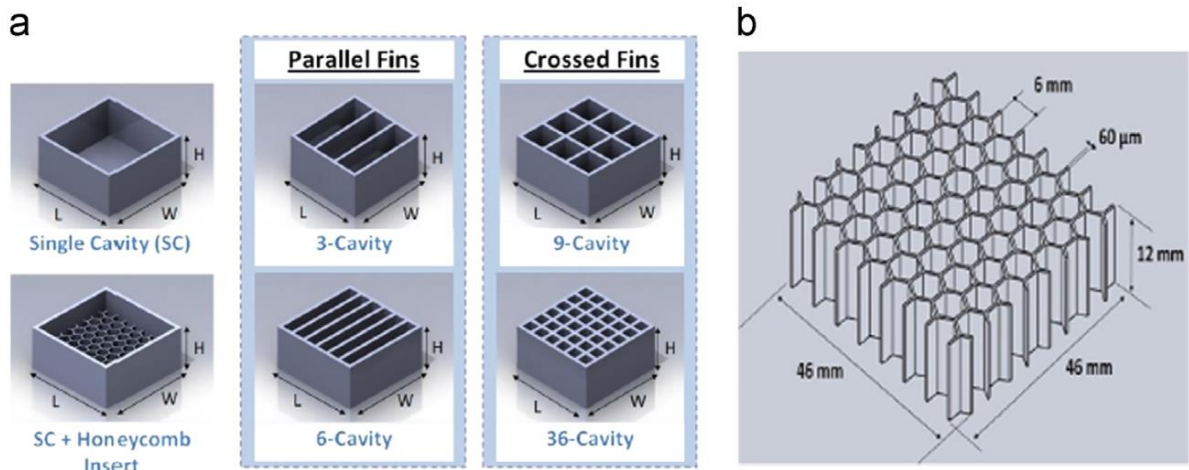 a
Parallel Fins
Crossed Fins
H
L
W
Single Cavity (SC)
H
L
W
3-Cavity
H
L
W
9-Cavity
H
L
W
SC + Honeycomb
Insert
H
L
W
6-Cavity
H
L
W
36-Cavity
b
6 mm
60 µm
12 mm
46 mm
46 mm